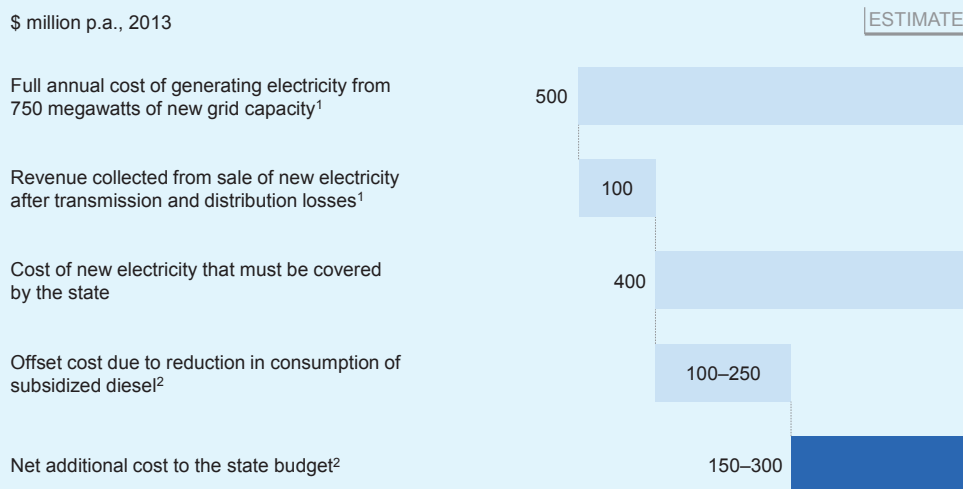 $ million p.a., 2013
ESTIMATE
Full annual cost of generating electricity from
750 megawatts of new grid capacity¹
500
Revenue collected from sale of new electricity
after transmission and distribution losses¹
100
Cost of new electricity that must be covered
by the state
400
Offset cost due to reduction in consumption of
subsidized diesel²
100–250
Net additional cost to the state budget²
150–300